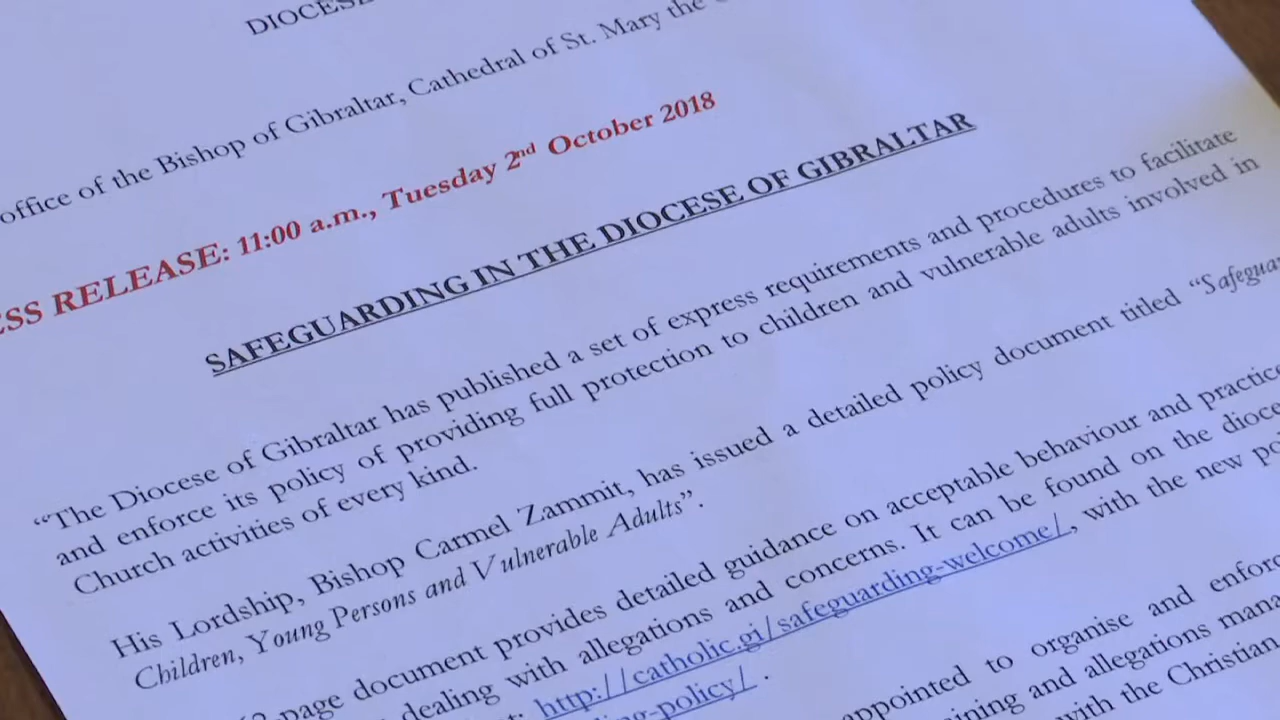 DIOCESE
office of the Bishop of Gibraltar, Cathedral of St. Mary the
ESS RELEASE: 11:00 a.m., Tuesday 2nd October 2018
SAFEGUARDING IN THE DIOCESE OF GIBRALTAR
“The Diocese of Gibraltar has published a set of express requirements and procedures to facilitate
and enforce its policy of providing full protection to children and vulnerable adults involved in
Church activities of every kind.
His Lordship, Bishop Carmel Zammit, has issued a detailed policy document titled “Safegua
Children, Young Persons and Vulnerable Adults”.
page document provides detailed guidance on acceptable behaviour and practice
dealing with allegations and concerns. It can be found on the dioce
http://catholic.gi/safeguarding-welcome/, with the new po
ng-policy/ .
appointed to organise and enforc
ining and allegations mana
with the Christian